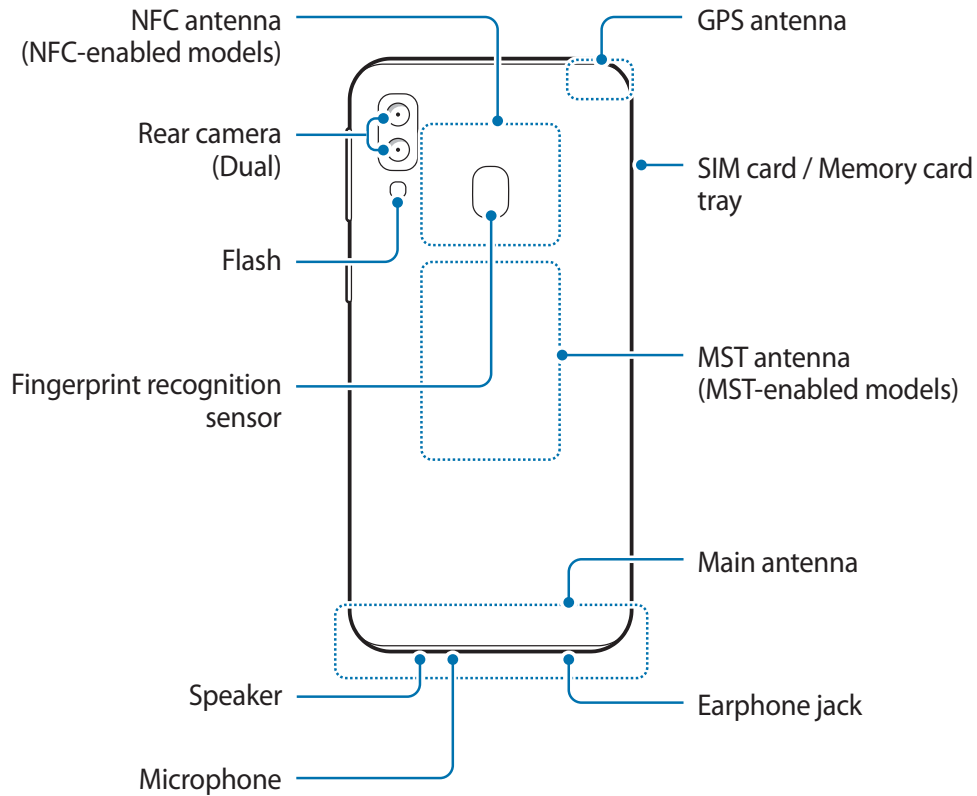 NFC antenna
(NFC-enabled models)
GPS antenna
Rear camera
(Dual)
SIM card / Memory card
tray
Flash
MST antenna
(MST-enabled models)
Fingerprint recognition
sensor
Main antenna
Speaker
Earphone jack
Microphone